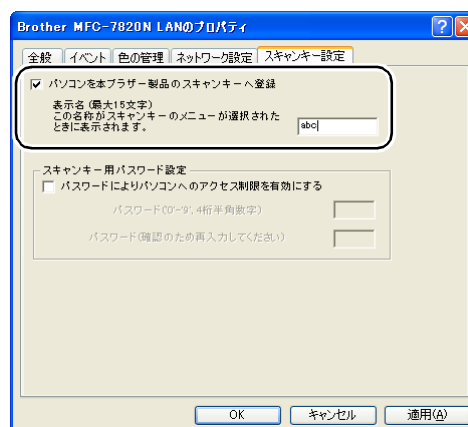 Brother MFC-7820N LANのプロパティ
全般 イベント 色の管理 ネットワーク設定 スキャンキー設定
パソコンを本ブラザー製品のスキャンキーへ登録
表示名(最大15文字)
この名称がスキャンキーのメニューが選択された
ときに表示されます。
abc
スキャンキー用パスワード設定
パスワードによりパソコンへのアクセス制限を有効にする
パスワード('0'-'9', 4桁半角数字)
パスワード(確認のため再入力してください)
OK キャンセル 適用(A)